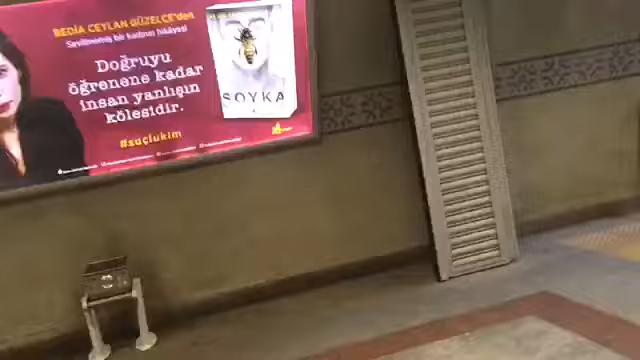 BEDİA CEYLAN GÜZELCE'den
Sevilmemiş bir kadının hikâyesi
Doğruyu
öğrenene kadar
insan yanlışın
kölesidir.
#suçlukim
SOYKA